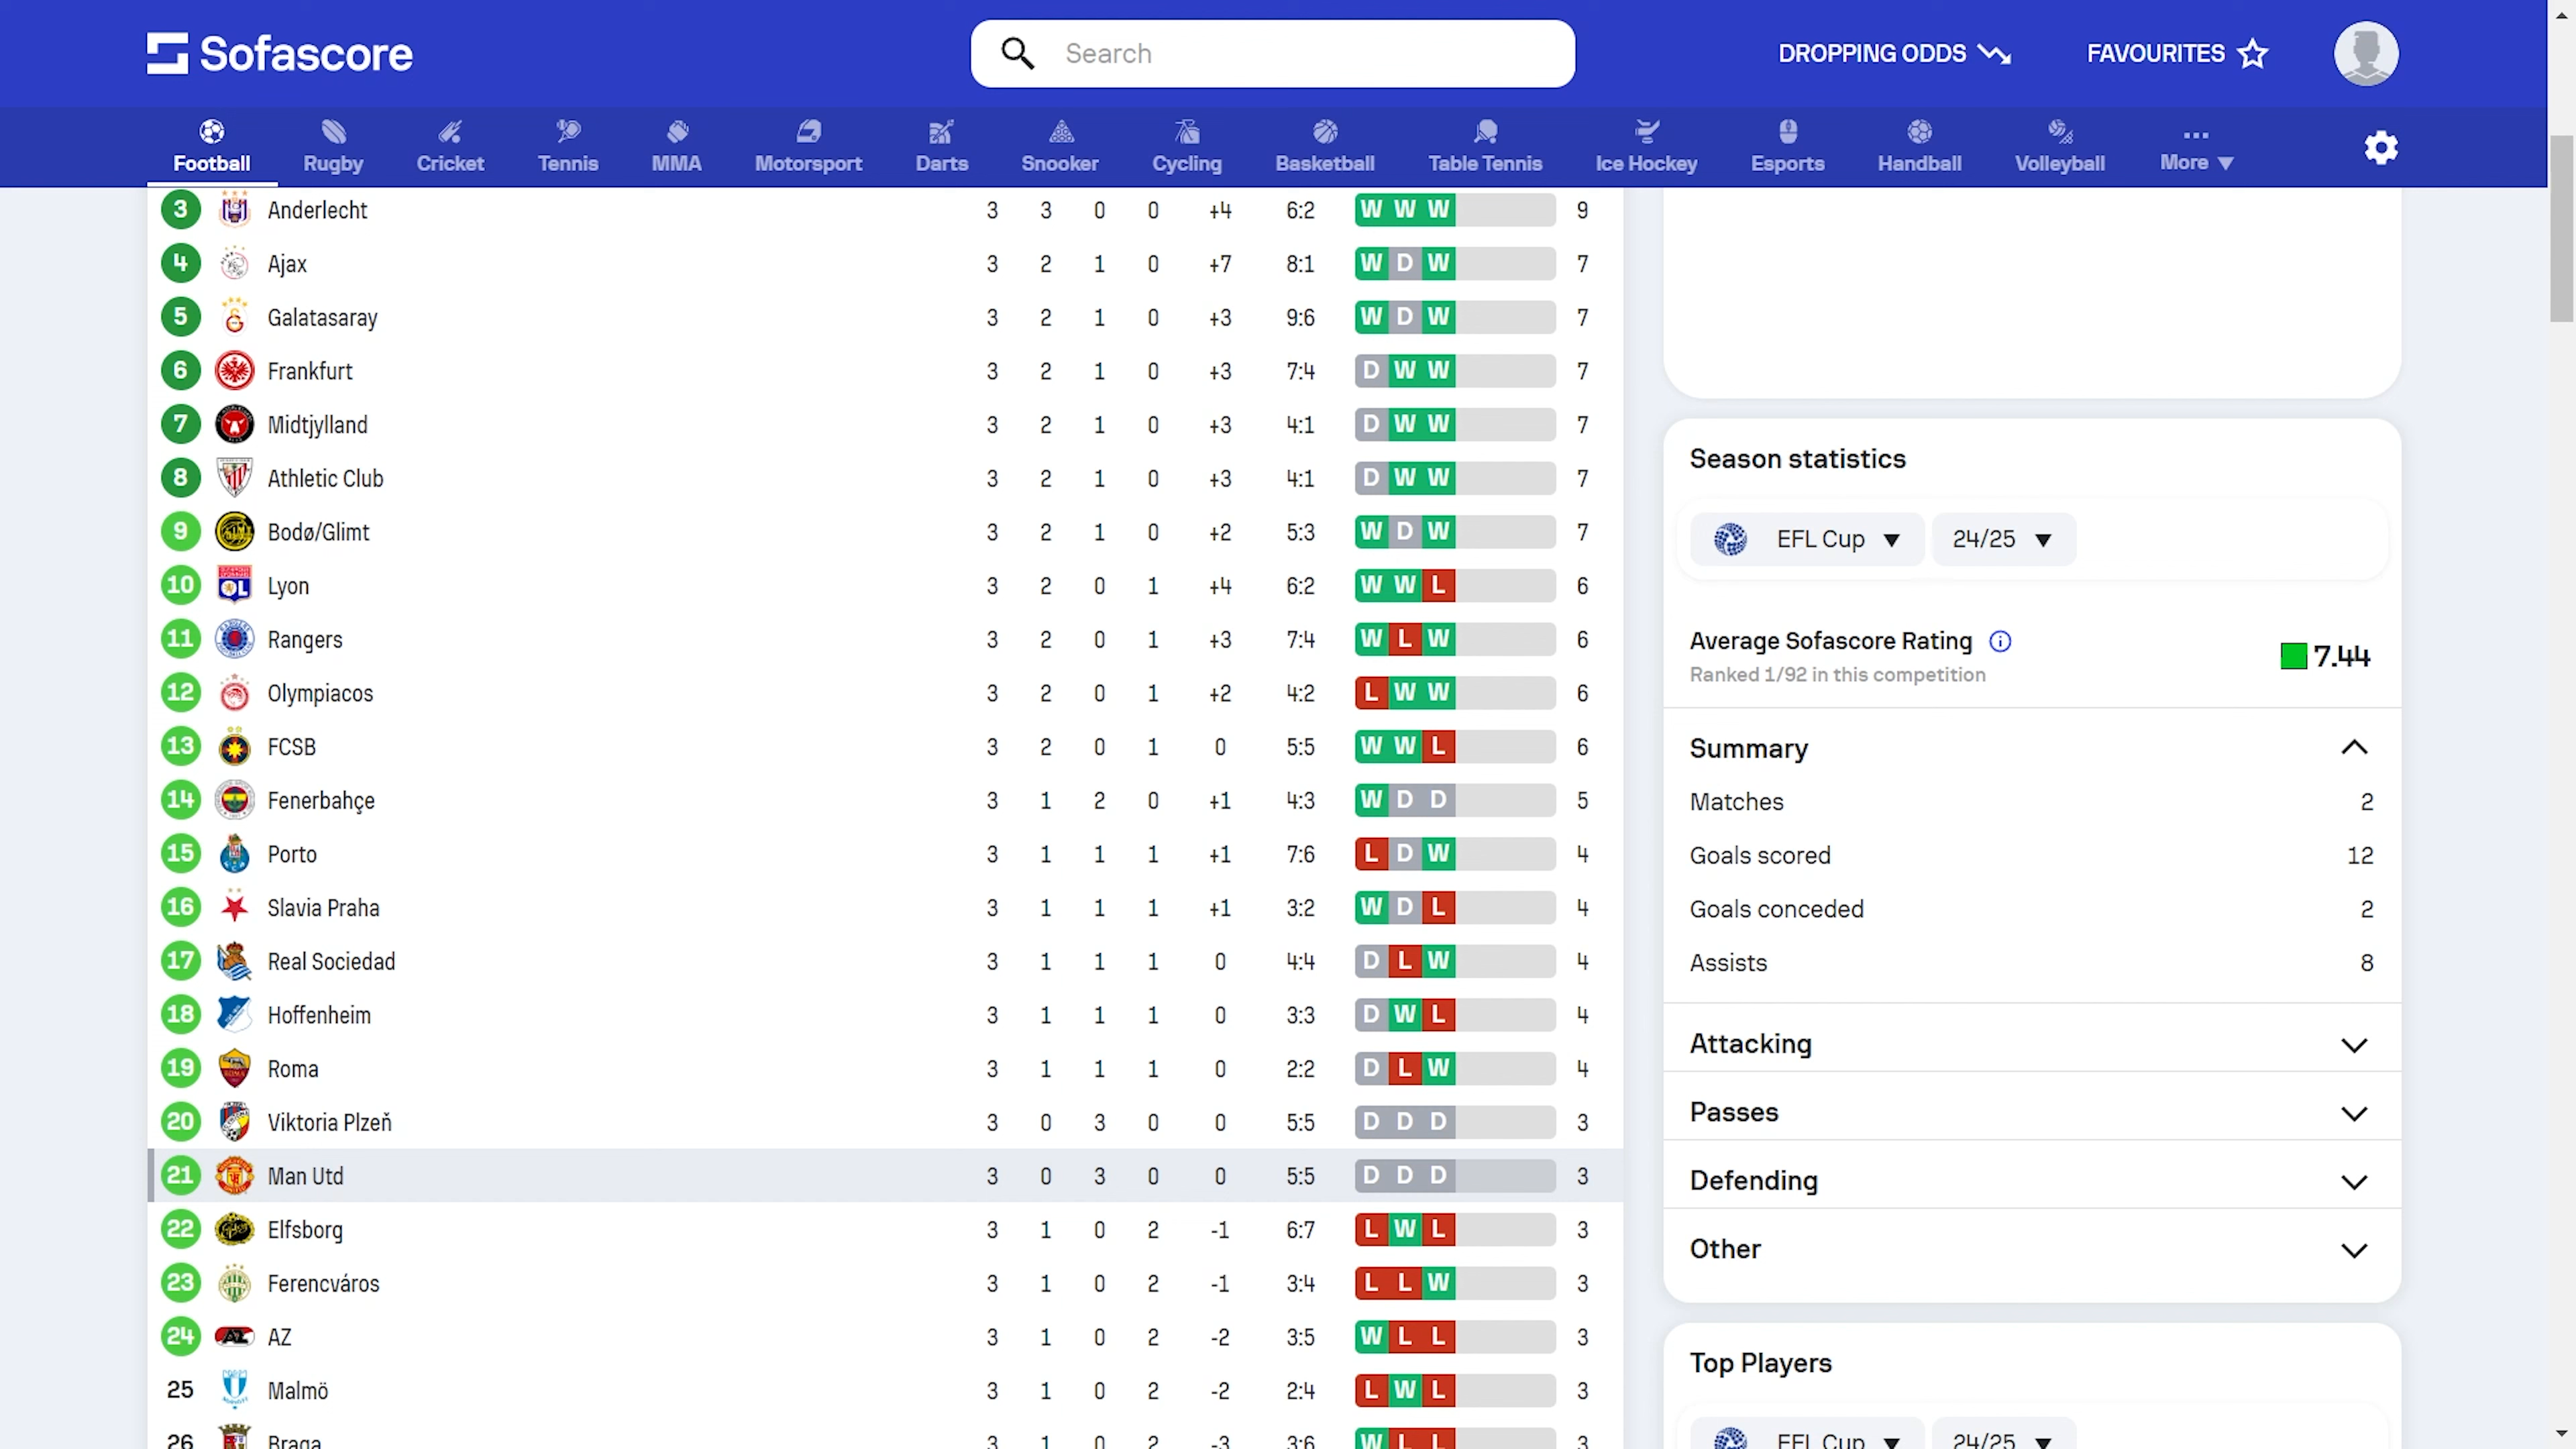 Sofascore
Search
DROPPING ODDS
FAVOURITES
Football Rugby Cricket Tennis MMA Motorsport Darts Snooker Cycling Basketball Table Tennis Ice Hockey Esports Handball Volleyball More
3 Anderlecht 3 3 0 0 +4 6:2 W W W 9
4 Ajax 3 2 1 0 +7 8:1 W D W 7
5 Galatasaray 3 2 1 0 +3 9:6 W D W 7
6 Frankfurt 3 2 1 0 +3 7:4 D W W 7
7 Midtjylland 3 2 1 0 +3 4:1 D W W 7
8 Athletic Club 3 2 1 0 +3 4:1 D W W 7
9 Bodø/Glimt 3 2 1 0 +2 5:3 W D W 7
10 Lyon 3 2 0 1 +4 6:2 W W L 6
11 Rangers 3 2 0 1 +3 7:4 W L W 6
12 Olympiacos 3 2 0 1 +2 4:2 L W W 6
13 FCSB 3 2 0 1 0 5:5 W W L 6
14 Fenerbahçe 3 1 2 0 +1 4:3 W D D 5
15 Porto 3 1 1 1 +1 7:6 L D W 4
16 Slavia Praha 3 1 1 1 +1 3:2 W D L 4
17 Real Sociedad 3 1 1 1 0 4:4 D L W 4
18 Hoffenheim 3 1 1 1 0 3:3 D W L 4
19 Roma 3 1 1 1 0 2:2 D L W 4
20 Viktoria Plzeň 3 0 3 0 0 5:5 D D D 3
21 Man Utd 3 0 3 0 0 5:5 D D D 3
22 Elfsborg 3 1 0 2 -1 6:7 L W L 3
23 Ferencváros 3 1 0 2 -1 3:4 L L W 3
24 AZ 3 1 0 2 -2 3:5 W L L 3
25 Malmö 3 1 0 2 -2 2:4 L W L 3
26 Braga 3 1 0 2 -3 3:6 W L L 3
Season statistics
EFL Cup 24/25
Average Sofascore Rating
7.44
Ranked 1/92 in this competition
Summary
Matches 2
Goals scored 12
Goals conceded 2
Assists 8
Attacking
Passes
Defending
Other
Top Players
EFL Cup 24/25